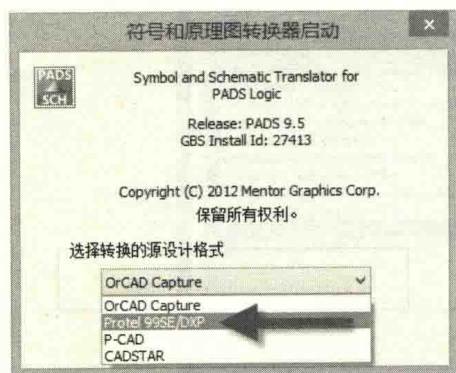 符号和原理图转换器启动
PADS
SCH
Symbol and Schematic Translator for
PADS Logic
Release: PADS 9.5
GBS Install Id: 27413
Copyright (C) 2012 Mentor Graphics Corp.
保留所有权利。
选择转换的源设计格式
OrCAD Capture
OrCAD Capture
Protel 99SE/DXP
P-CAD
CADSTAR